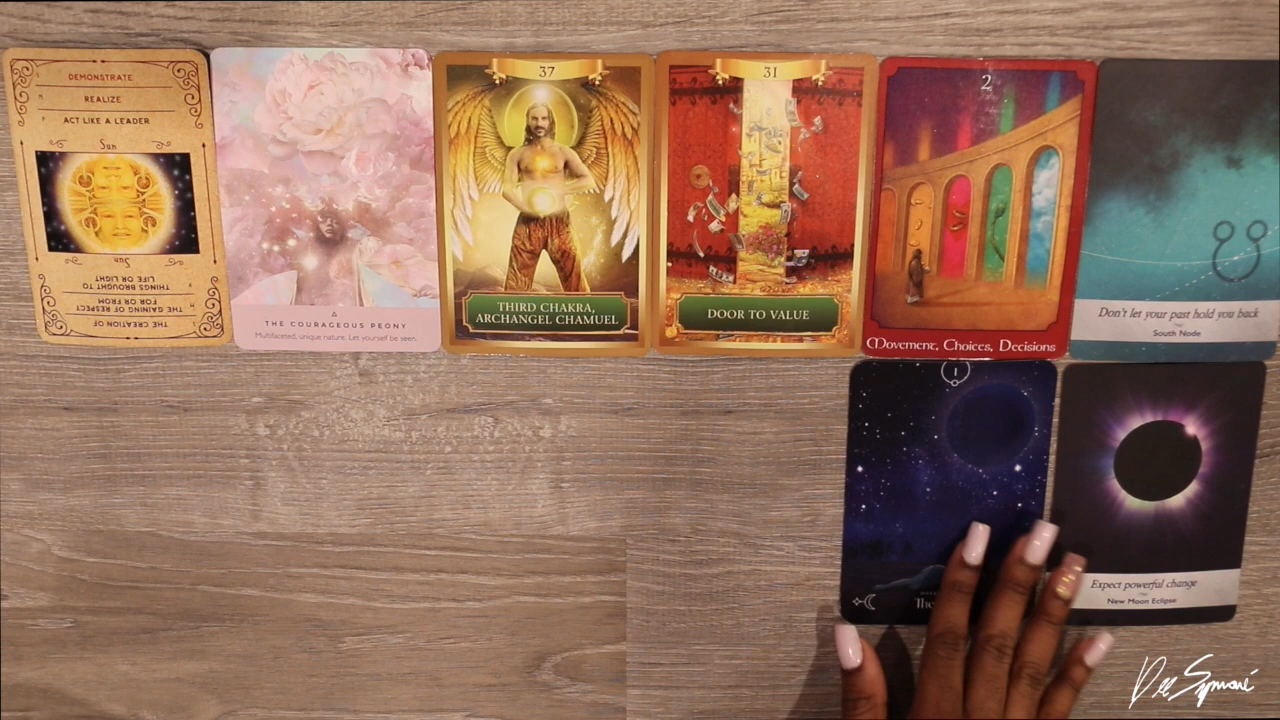 DEMONSTRATE
REALIZE
ACT LIKE A LEADER
Sun
Sun
THE CREATION OF
THE GAINING OF RESPECT
FOR OR FROM
THINGS BROUGHT TO
LIFE OR LIGHT
THE COURAGEOUS PEONY
Multifaceted, unique nature. Let yourself be seen.
37
THIRD CHAKRA,
ARCHANGEL CHAMUEL
31
DOOR TO VALUE
2
Movement, Choices, Decisions
Don't let your past hold you back
South Node
The
Expect powerful change
New Moon Eclipse
Dee Symoné